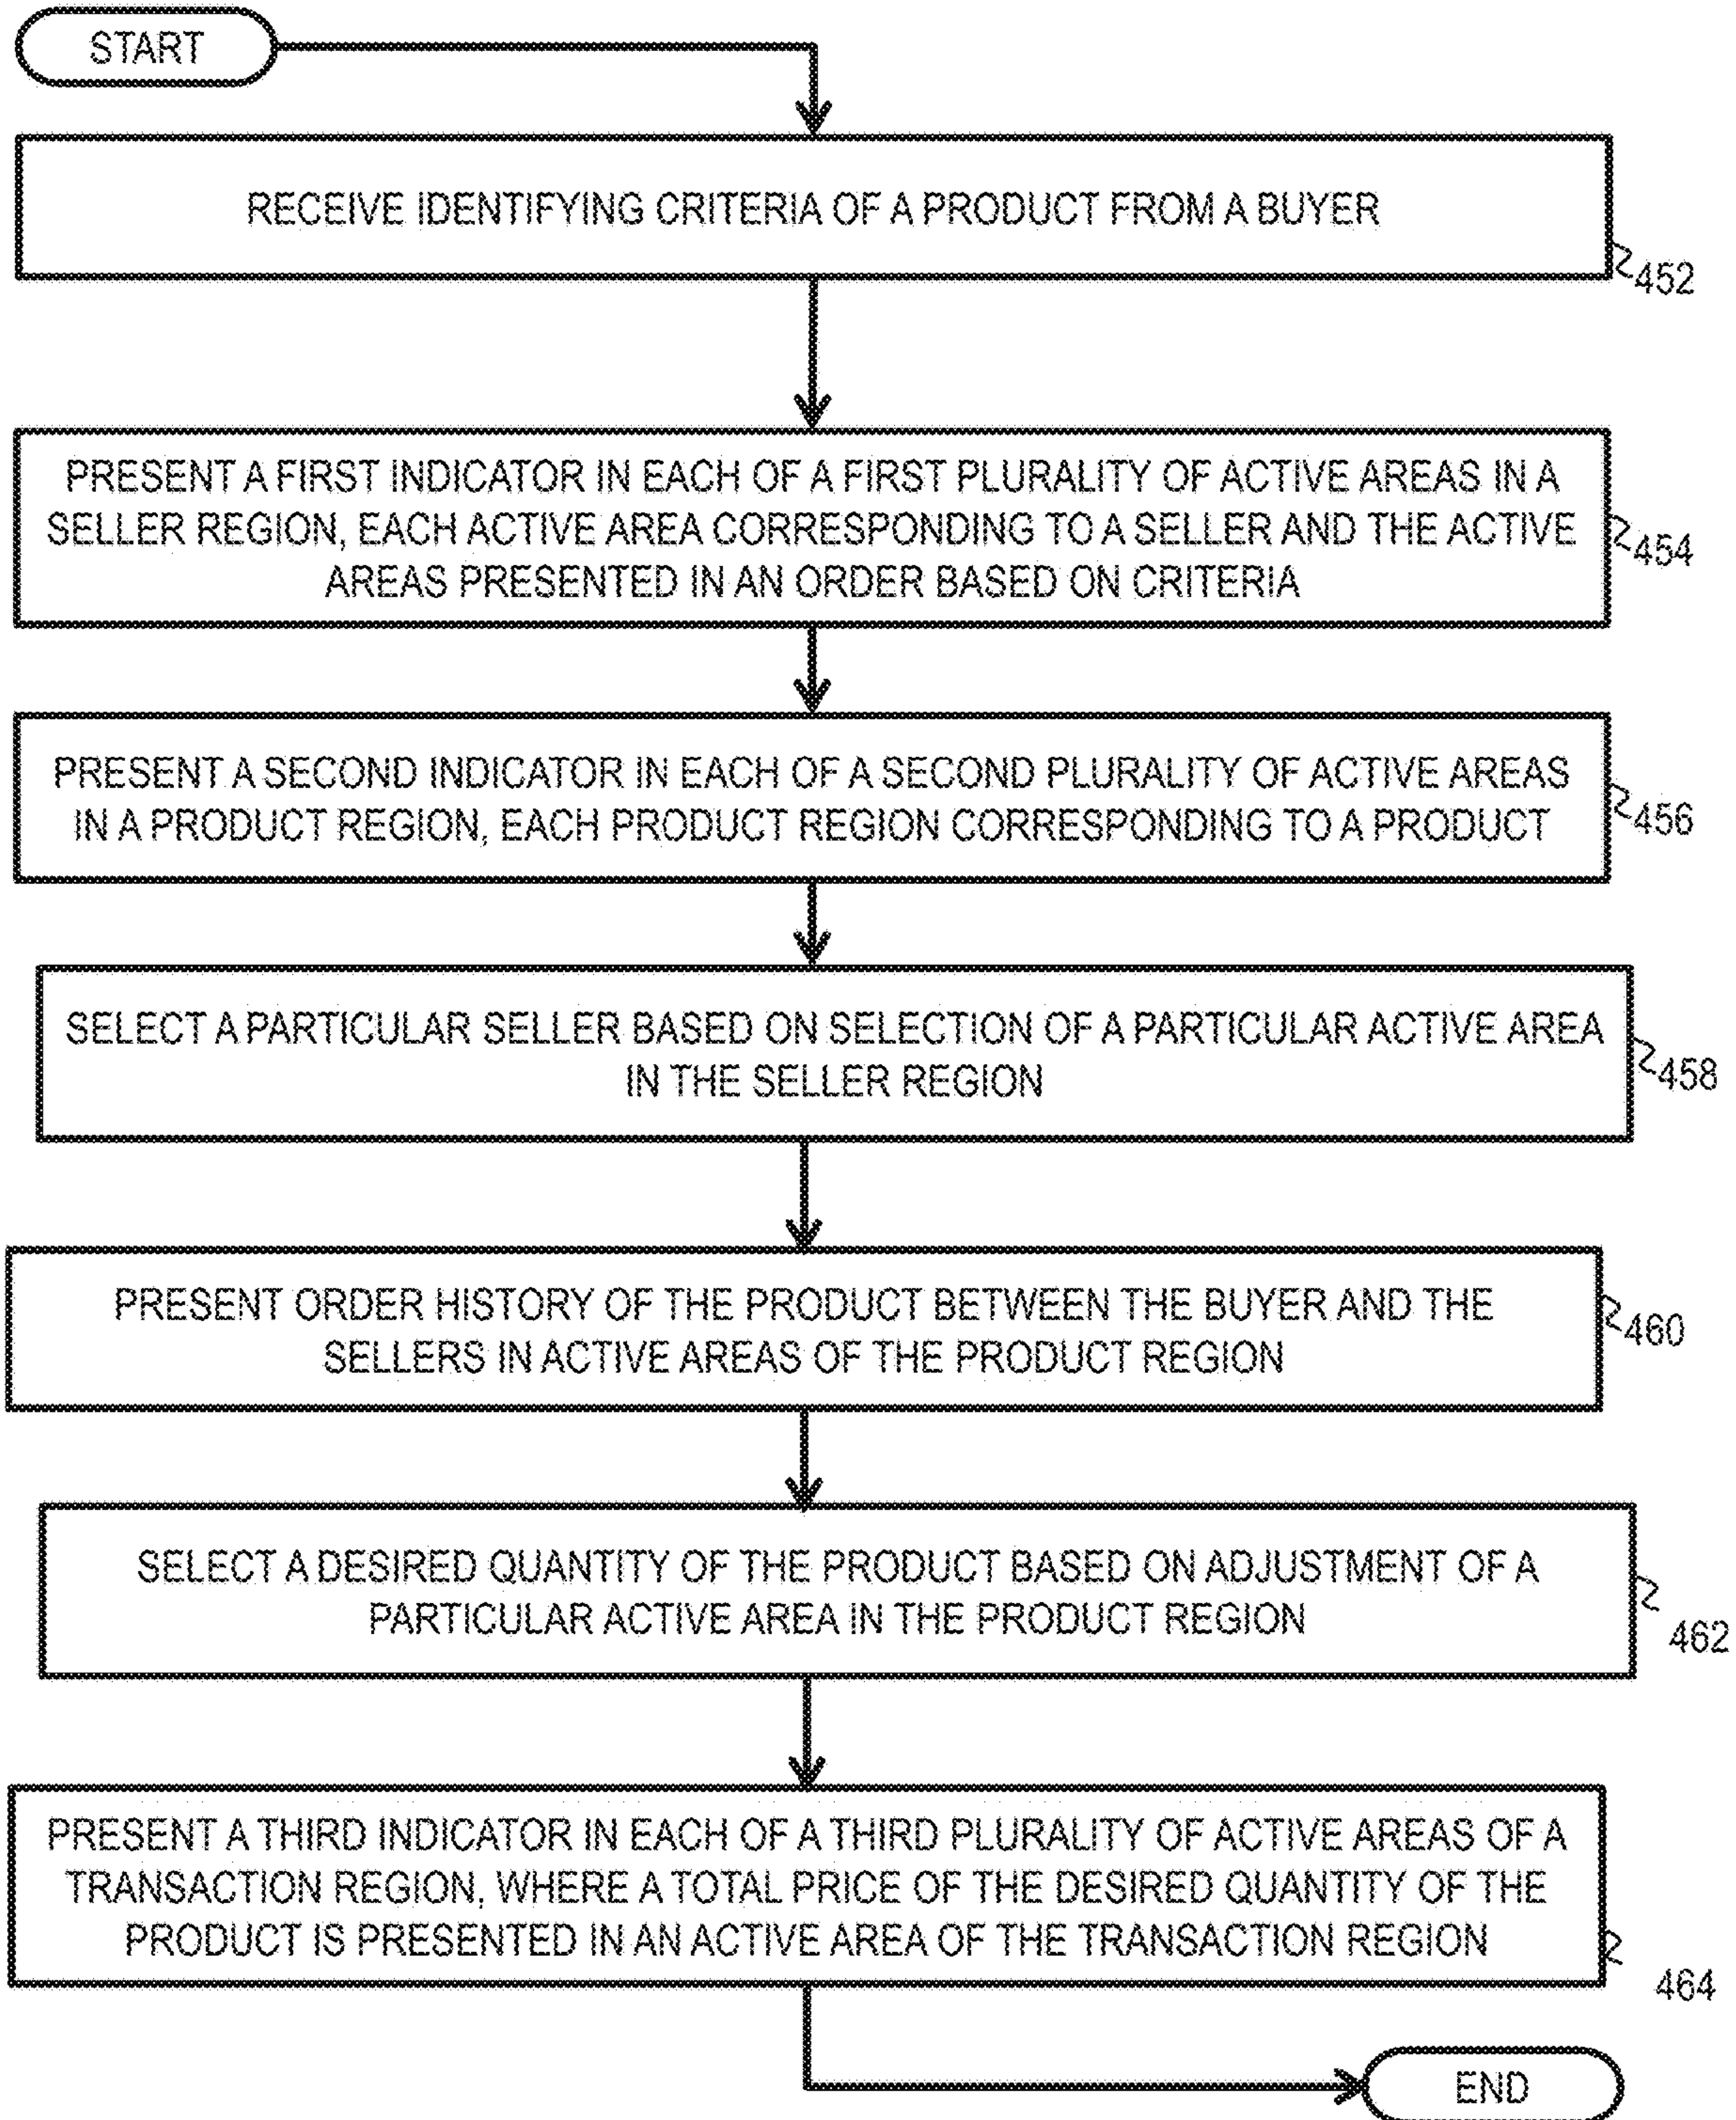 START
RECEIVE IDENTIFYING CRITERIA OF A PRODUCT FROM A BUYER
452
PRESENT A FIRST INDICATOR IN EACH OF A FIRST PLURALITY OF ACTIVE AREAS IN A
SELLER REGION, EACH ACTIVE AREA CORRESPONDING TO A SELLER AND THE ACTIVE
AREAS PRESENTED IN AN ORDER BASED ON CRITERIA
454
PRESENT A SECOND INDICATOR IN EACH OF A SECOND PLURALITY OF ACTIVE AREAS
IN A PRODUCT REGION, EACH PRODUCT REGION CORRESPONDING TO A PRODUCT
456
SELECT A PARTICULAR SELLER BASED ON SELECTION OF A PARTICULAR ACTIVE AREA
IN THE SELLER REGION
458
PRESENT ORDER HISTORY OF THE PRODUCT BETWEEN THE BUYER AND THE
SELLERS IN ACTIVE AREAS OF THE PRODUCT REGION
460
SELECT A DESIRED QUANTITY OF THE PRODUCT BASED ON ADJUSTMENT OF A
PARTICULAR ACTIVE AREA IN THE PRODUCT REGION
462
PRESENT A THIRD INDICATOR IN EACH OF A THIRD PLURALITY OF ACTIVE AREAS OF A
TRANSACTION REGION, WHERE A TOTAL PRICE OF THE DESIRED QUANTITY OF THE
PRODUCT IS PRESENTED IN AN ACTIVE AREA OF THE TRANSACTION REGION
464
END